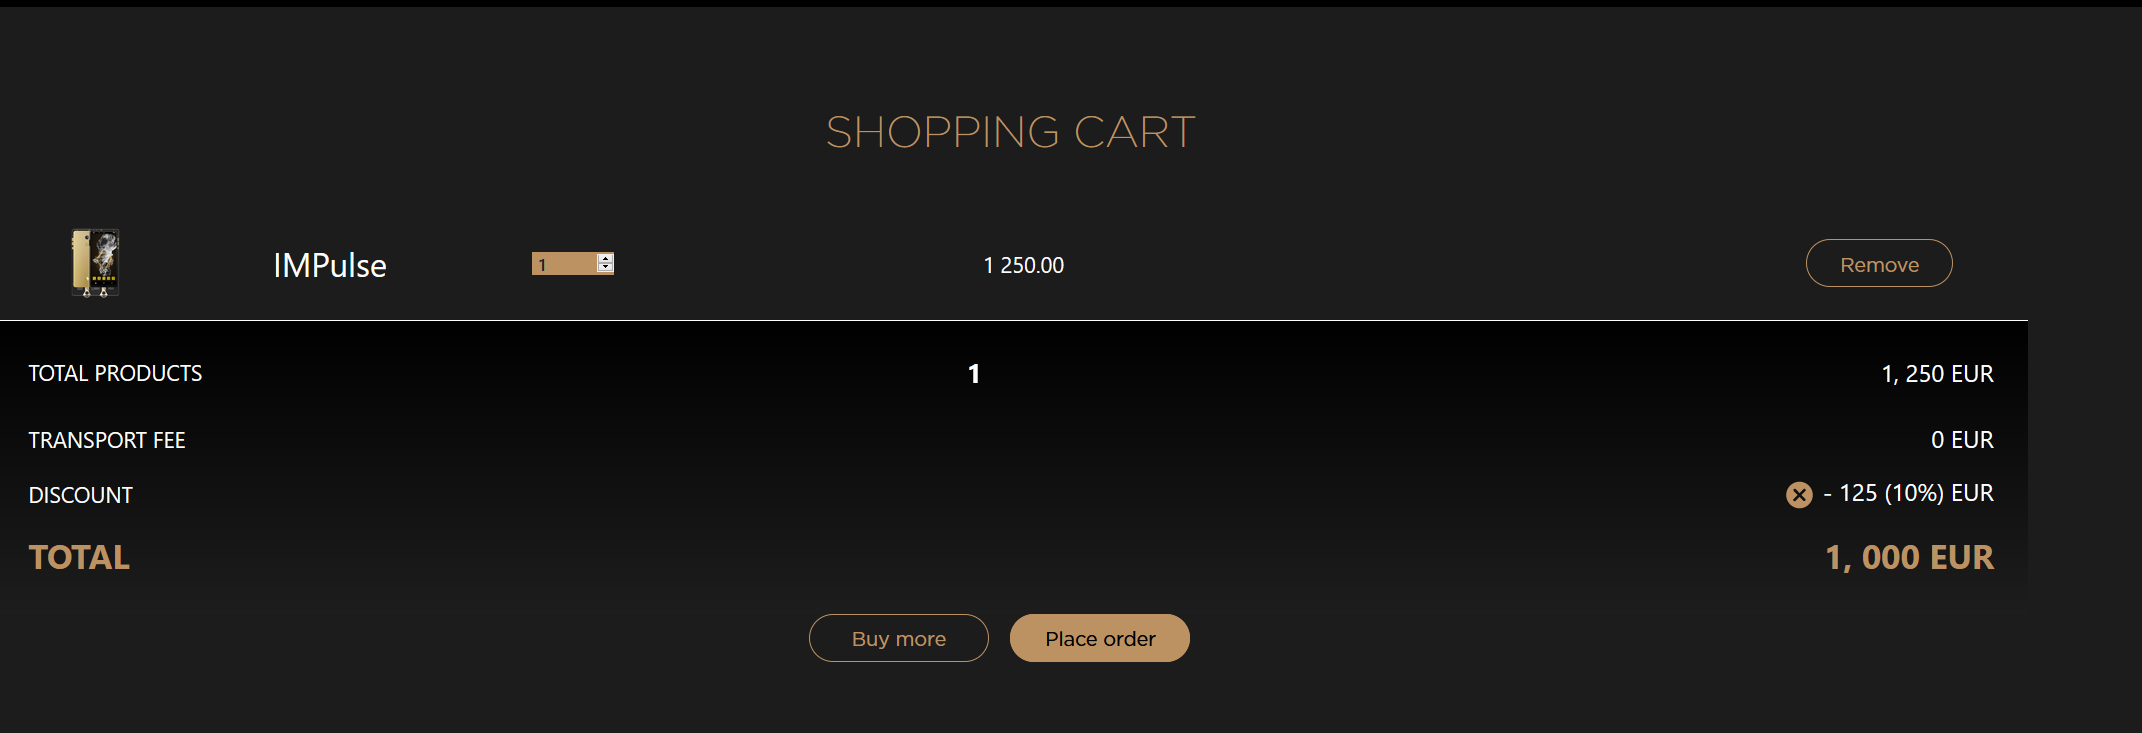 SHOPPING CART
IMPulse 1 1 250.00 Remove
TOTAL PRODUCTS 1 1, 250 EUR
TRANSPORT FEE 0 EUR
DISCOUNT - 125 (10%) EUR
TOTAL 1, 000 EUR
Buy more Place order